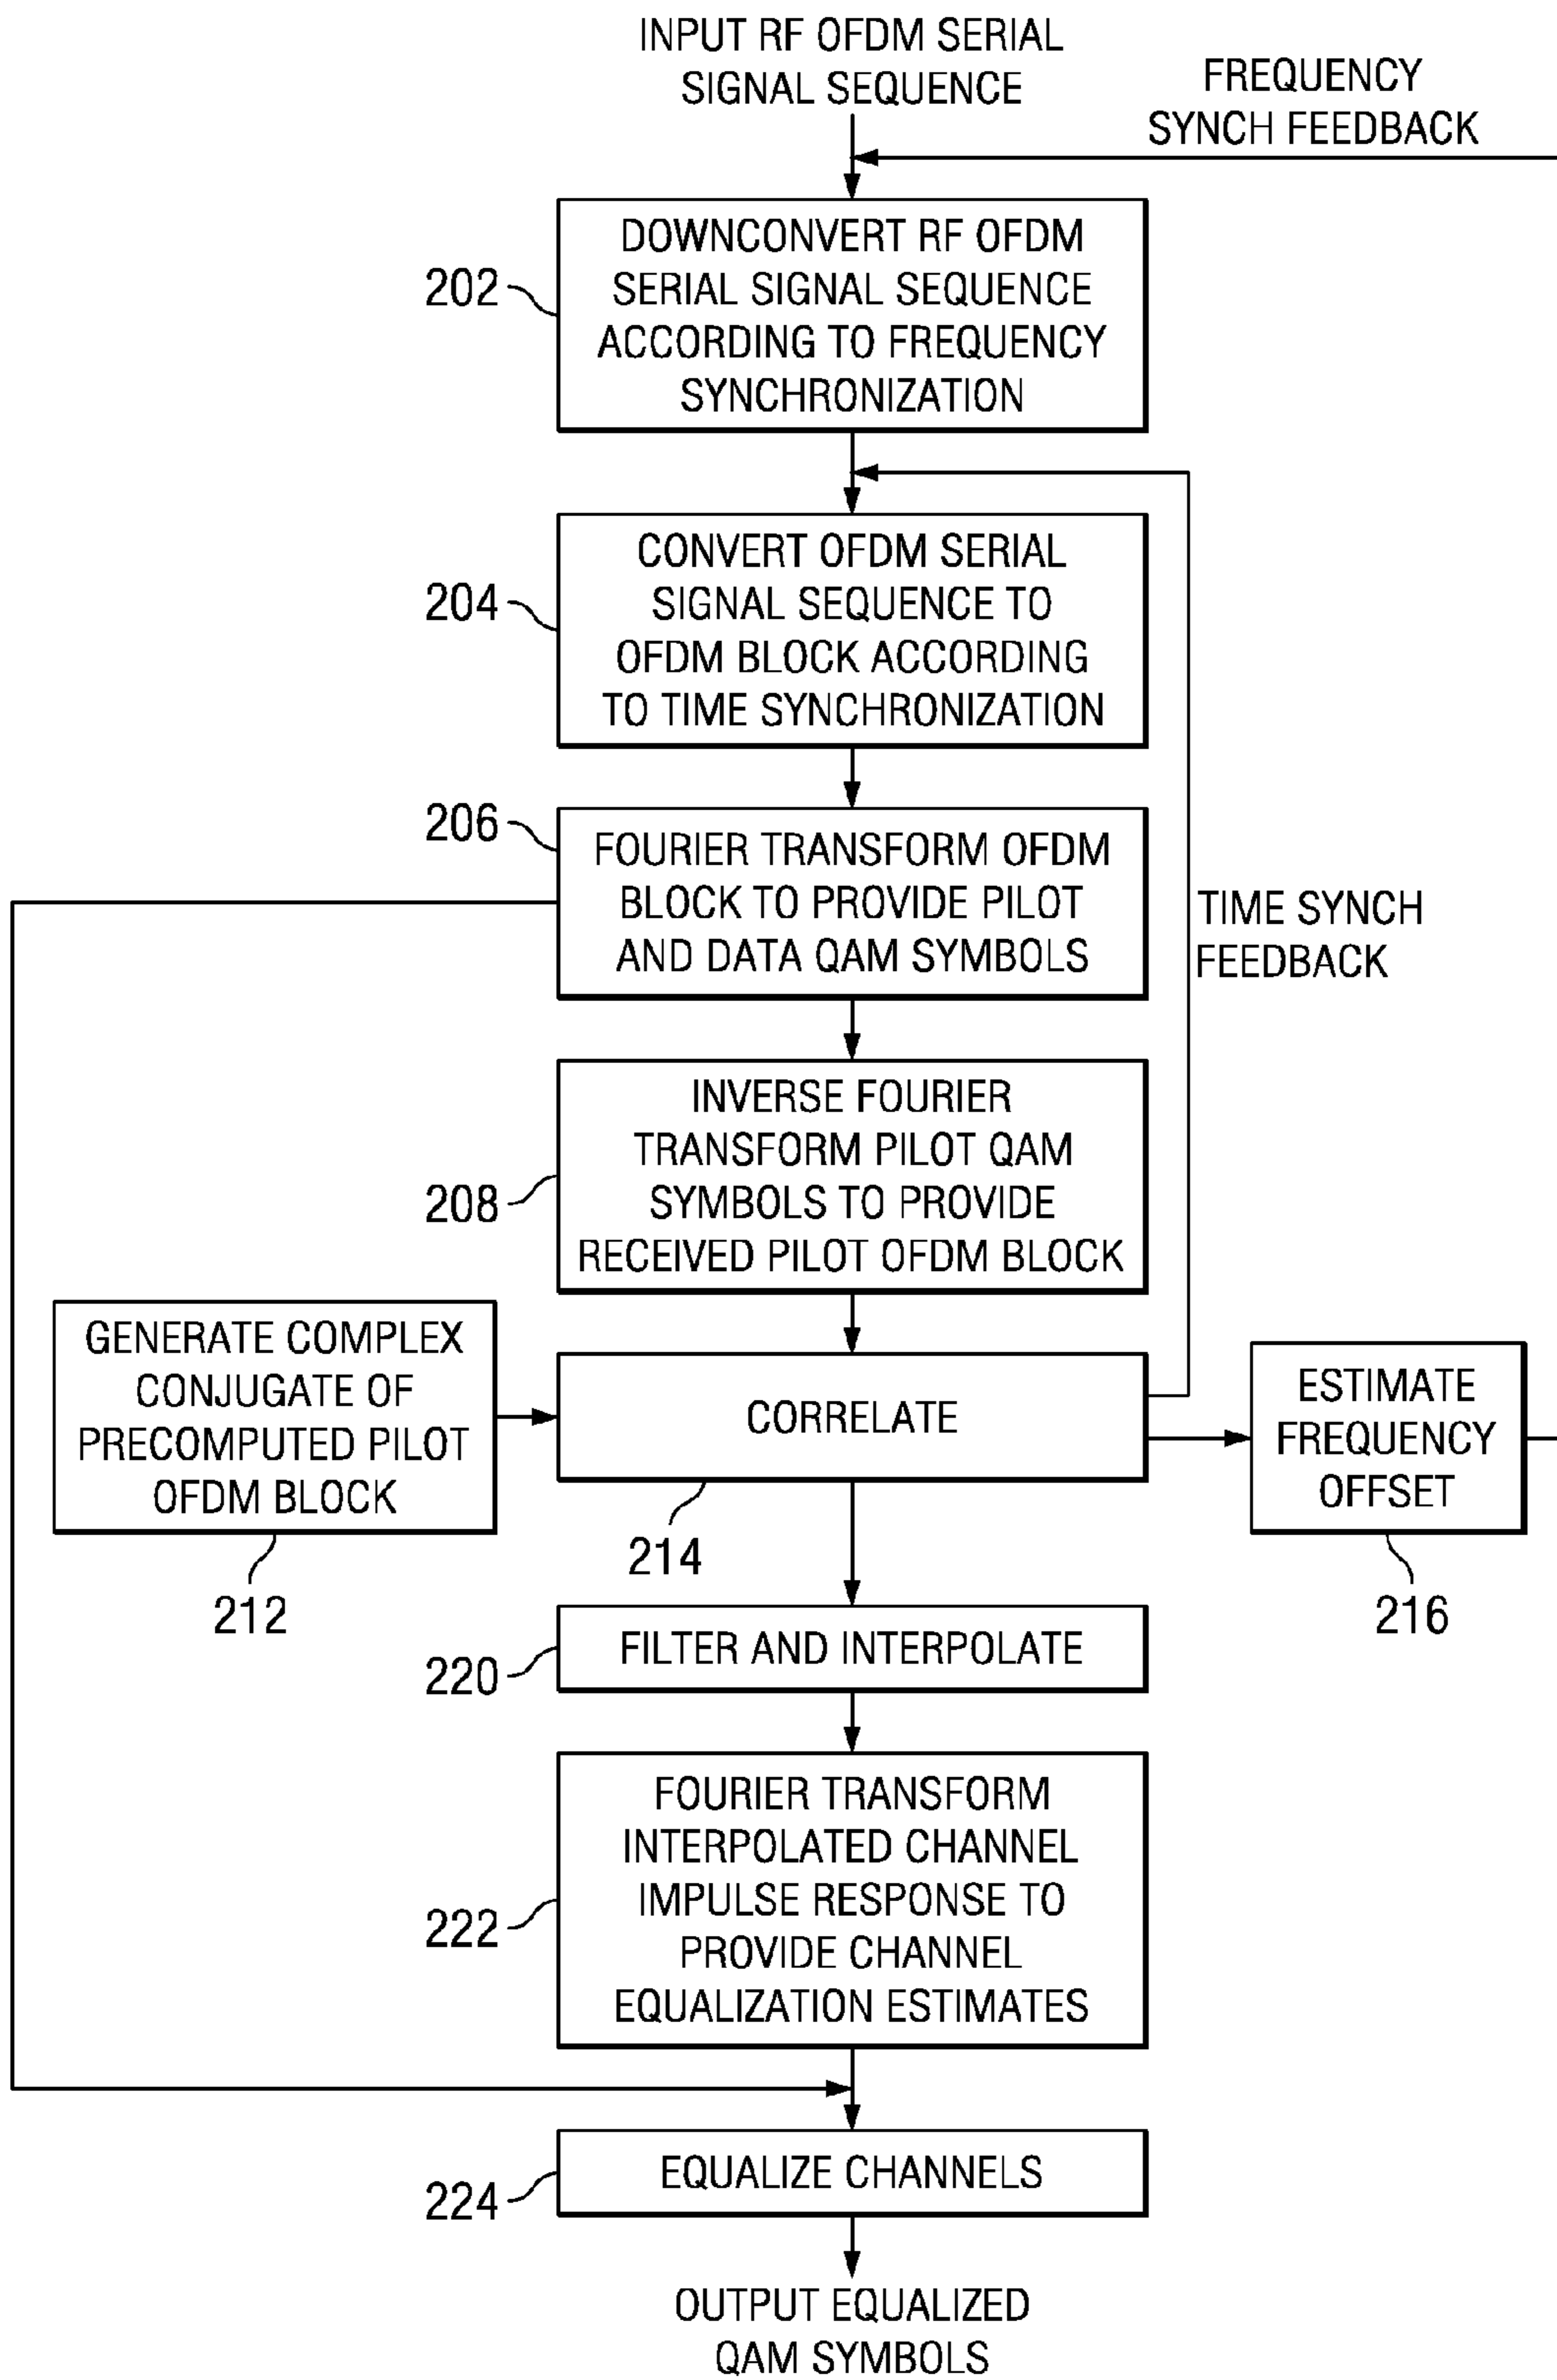 INPUT RF OFDM SERIAL
SIGNAL SEQUENCE
FREQUENCY
SYNCH FEEDBACK
DOWNCONVERT RF OFDM
SERIAL SIGNAL SEQUENCE
ACCORDING TO FREQUENCY
SYNCHRONIZATION
202
CONVERT OFDM SERIAL
SIGNAL SEQUENCE TO
OFDM BLOCK ACCORDING
TO TIME SYNCHRONIZATION
204
206
FOURIER TRANSFORM OFDM
BLOCK TO PROVIDE PILOT
AND DATA QAM SYMBOLS
TIME SYNCH
FEEDBACK
INVERSE FOURIER
TRANSFORM PILOT QAM
SYMBOLS TO PROVIDE
RECEIVED PILOT OFDM BLOCK
208
GENERATE COMPLEX
CONJUGATE OF
PRECOMPUTED PILOT
OFDM BLOCK
212
CORRELATE
214
ESTIMATE
FREQUENCY
OFFSET
216
FILTER AND INTERPOLATE
220
FOURIER TRANSFORM
INTERPOLATED CHANNEL
IMPULSE RESPONSE TO
PROVIDE CHANNEL
EQUALIZATION ESTIMATES
222
EQUALIZE CHANNELS
224
OUTPUT EQUALIZED
QAM SYMBOLS